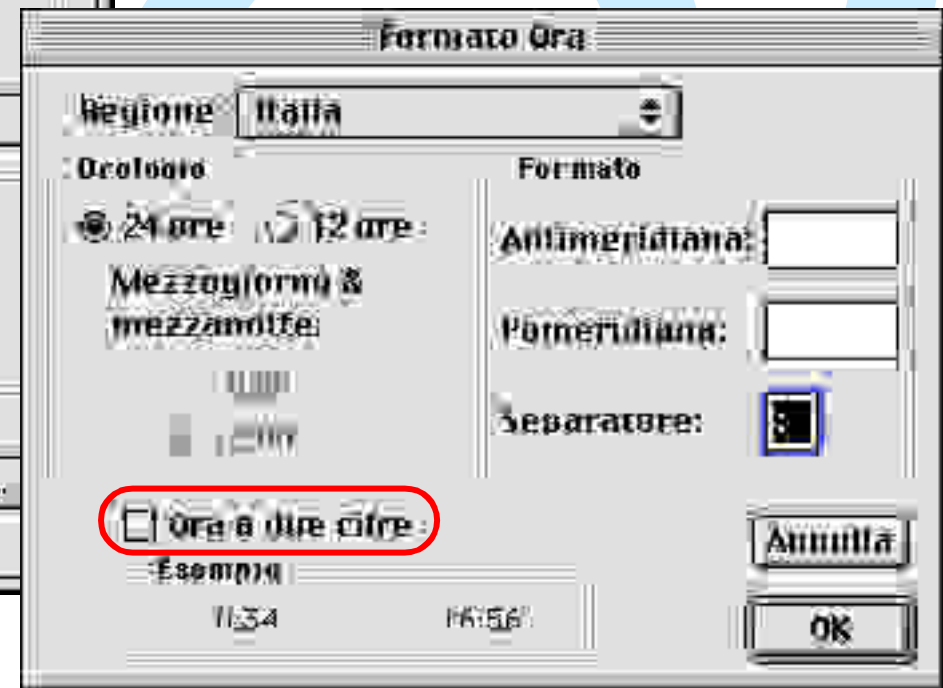 Formato Ora
Regione Italia
Orologio
Formato
24 ore 12 ore
Antimeridiana:
Mezzogiorno &
mezzanotte:
Pomeridiana:
Separatore:
Ora a due cifre
Annulla
Esempio
OK